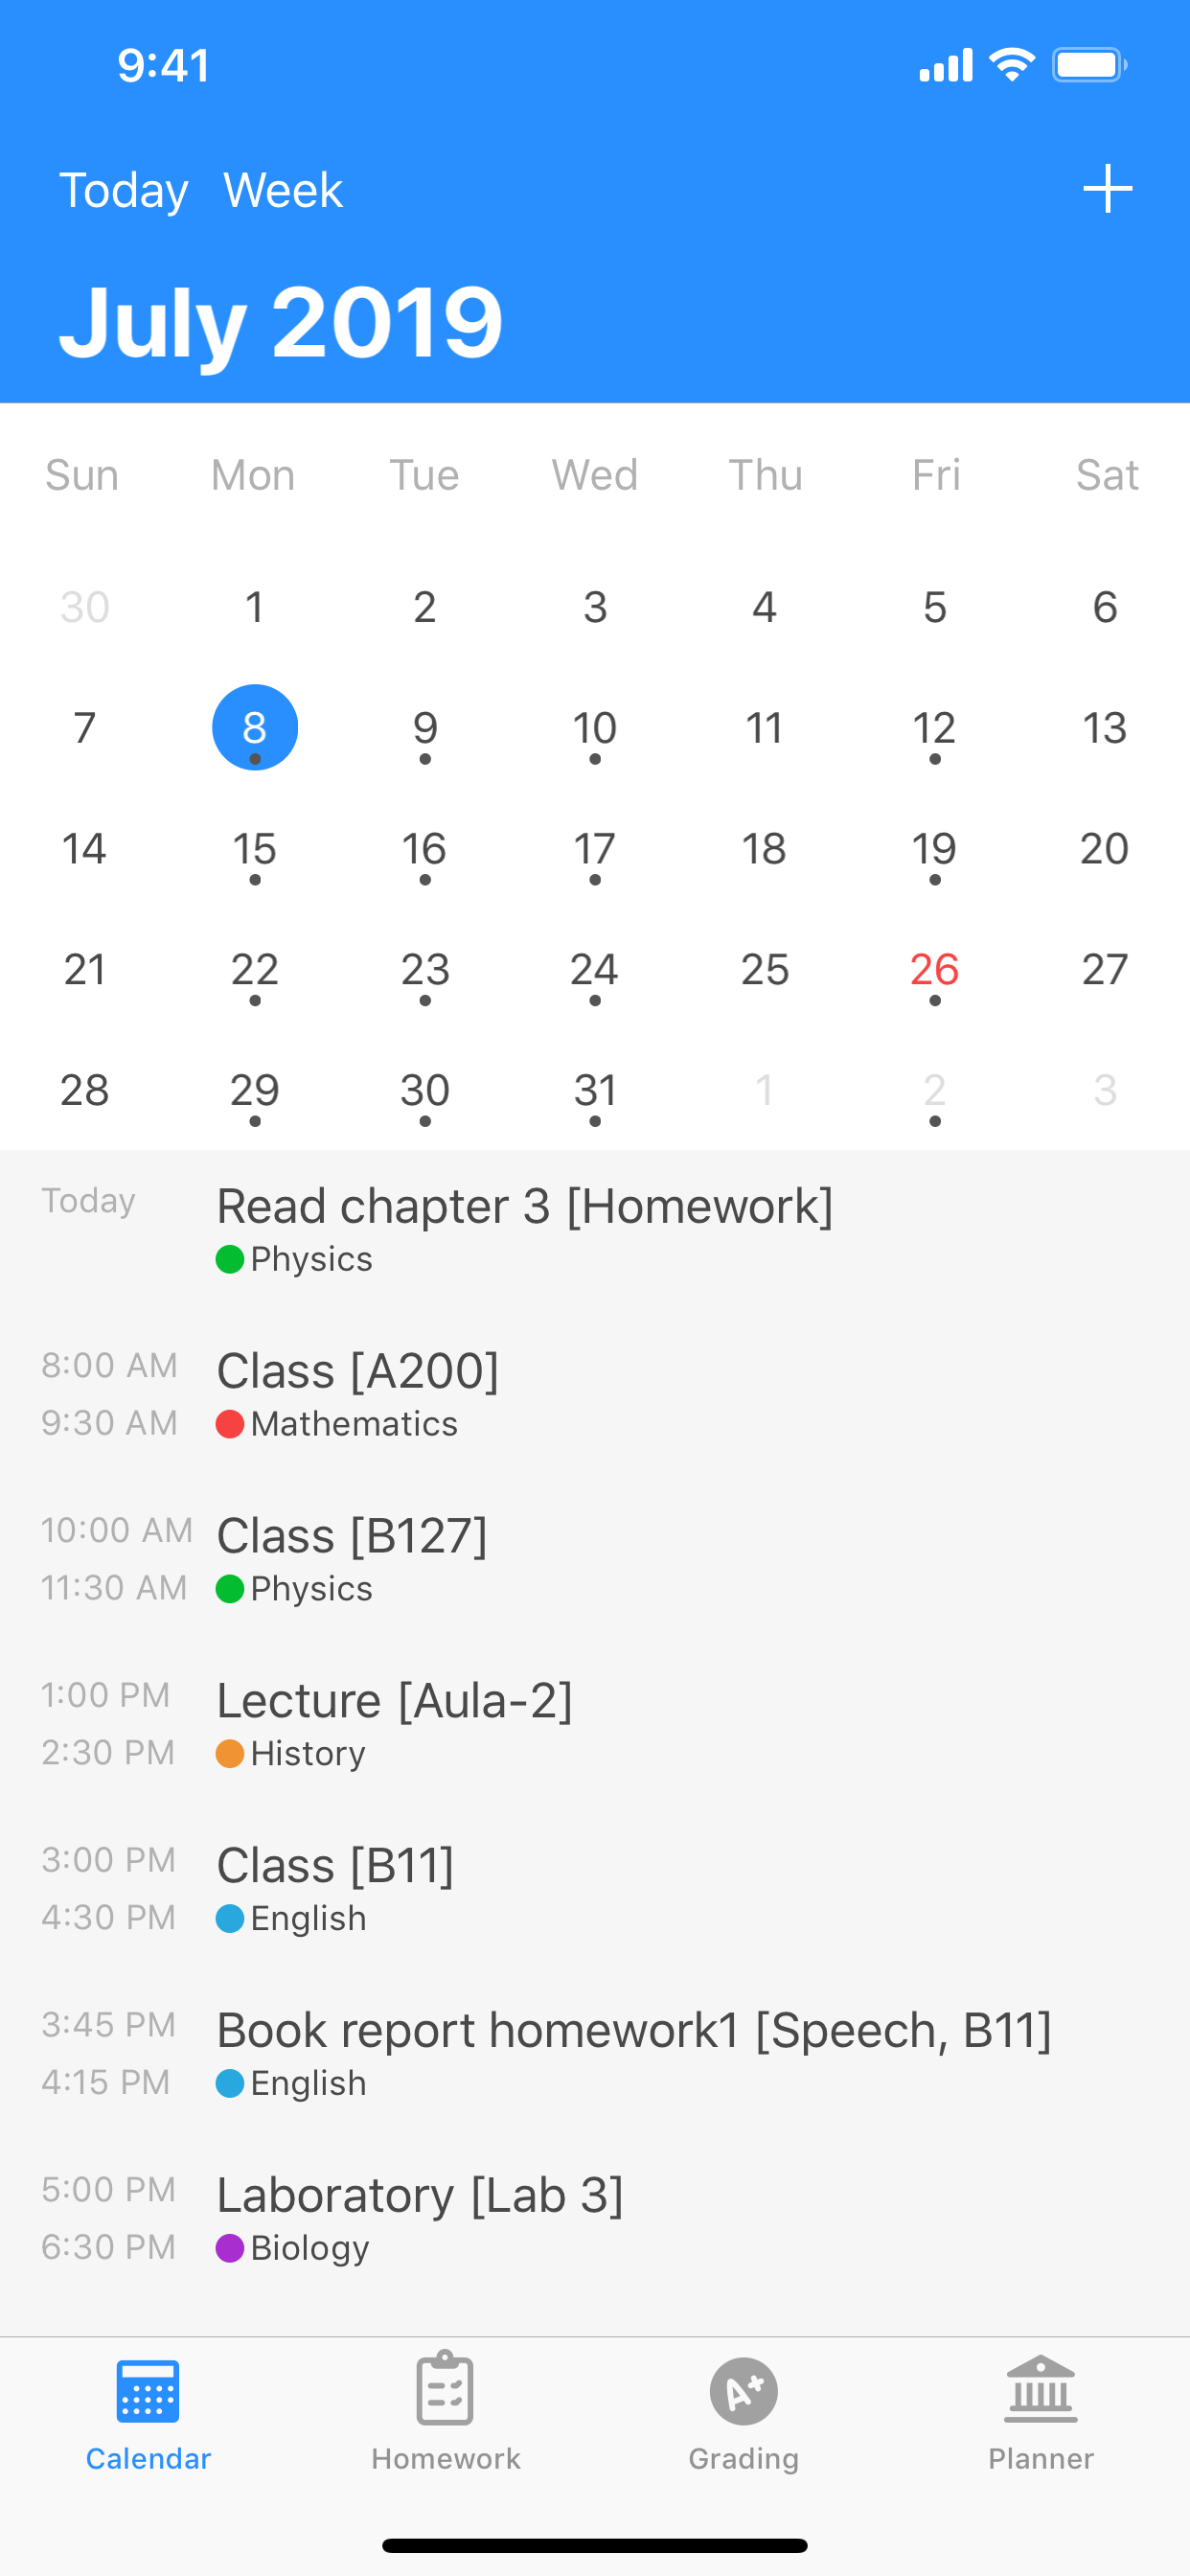 9:41
Today Week
July 2019
Sun Mon Tue Wed Thu Fri Sat
30 1 2 3 4 5 6
7 8 9 10 11 12 13
14 15 16 17 18 19 20
21 22 23 24 25 26 27
28 29 30 31 1 2 3
Today Read chapter 3 [Homework]
Physics
8:00 AM Class [A200]
9:30 AM Mathematics
10:00 AM Class [B127]
11:30 AM Physics
1:00 PM Lecture [Aula-2]
2:30 PM History
3:00 PM Class [B11]
4:30 PM English
3:45 PM Book report homework1 [Speech, B11]
4:15 PM English
5:00 PM Laboratory [Lab 3]
6:30 PM Biology
A+
Calendar Homework Grading Planner